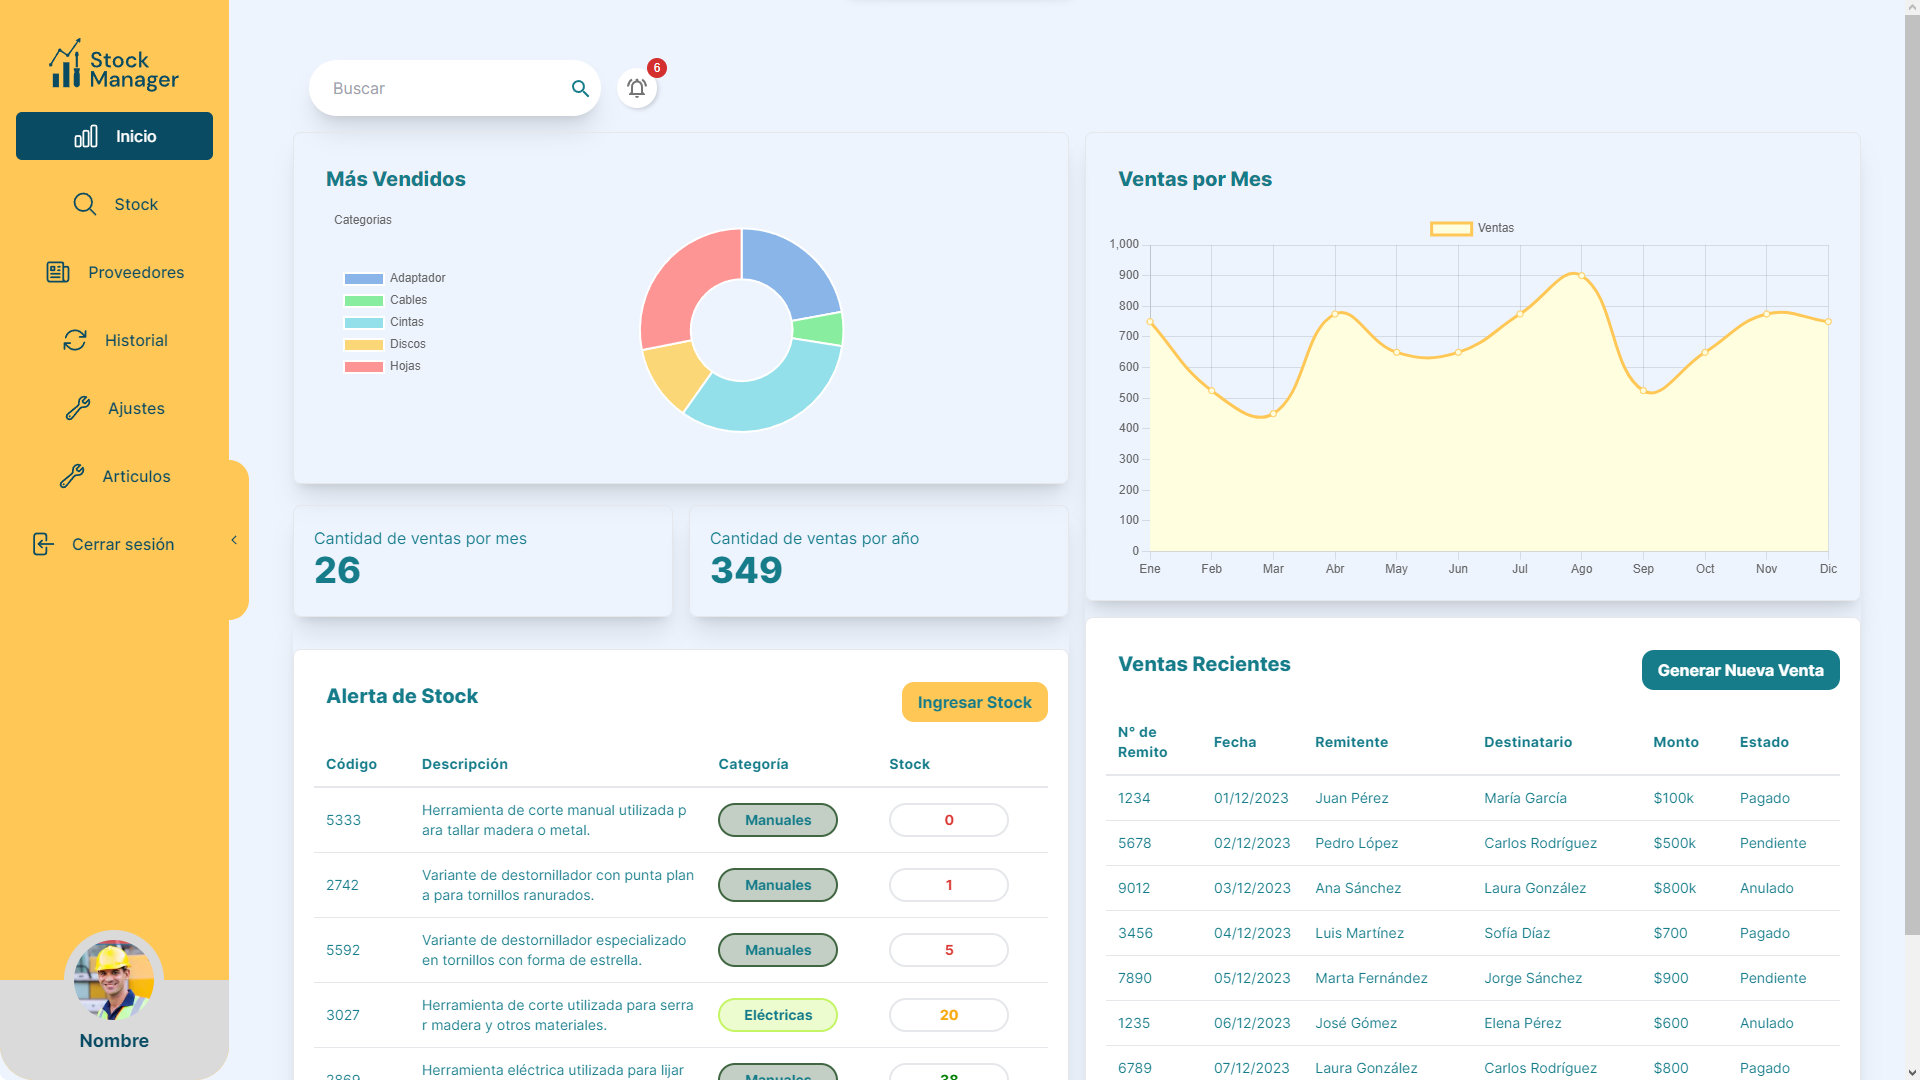 Stock
Manager
Inicio
Stock
Proveedores
Historial
Ajustes
Articulos
Cerrar sesión
Nombre
Buscar
6
Más Vendidos
Categorias
Adaptador
Cables
Cintas
Discos
Hojas
Cantidad de ventas por mes
26
Cantidad de ventas por año
349
Ventas por Mes
Ventas
1,000
900
800
700
600
500
400
300
200
100
0
Ene Feb Mar Abr May Jun Jul Ago Sep Oct Nov Dic
Alerta de Stock
Ingresar Stock
Código Descripción Categoría Stock
5333 Herramienta de corte manual utilizada p
ara tallar madera o metal. Manuales 0
2742 Variante de destornillador con punta plan
a para tornillos ranurados. Manuales 1
5592 Variante de destornillador especializado
en tornillos con forma de estrella. Manuales 5
3027 Herramienta de corte utilizada para serra
r madera y otros materiales. Eléctricas 20
2869 Herramienta eléctrica utilizada para lijar Manuales 38
Ventas Recientes
Generar Nueva Venta
N° de
Remito Fecha Remitente Destinatario Monto Estado
1234 01/12/2023 Juan Pérez María García $100k Pagado
5678 02/12/2023 Pedro López Carlos Rodríguez $500k Pendiente
9012 03/12/2023 Ana Sánchez Laura González $800k Anulado
3456 04/12/2023 Luis Martínez Sofía Díaz $700 Pagado
7890 05/12/2023 Marta Fernández Jorge Sánchez $900 Pendiente
1235 06/12/2023 José Gómez Elena Pérez $600 Anulado
6789 07/12/2023 Laura González Carlos Rodríguez $800 Pagado